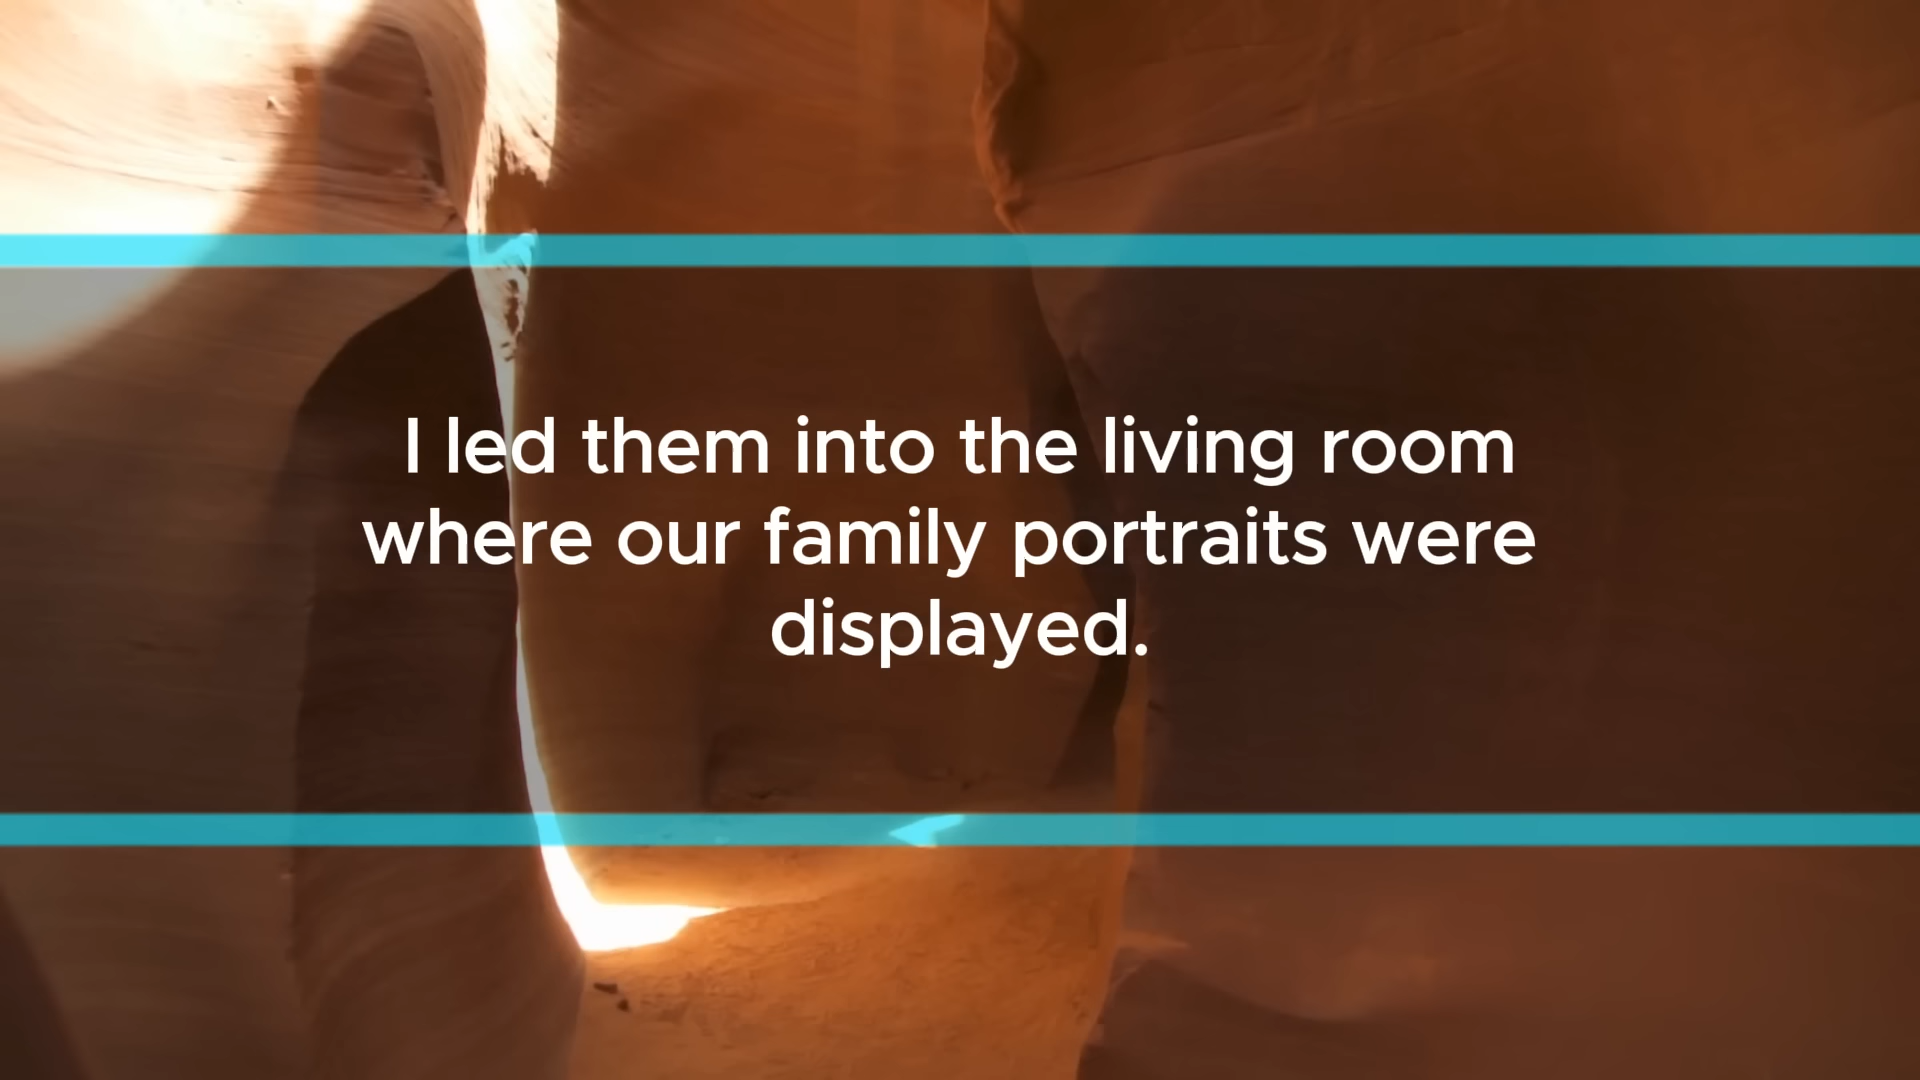 I led them into the living room
where our family portraits were
displayed.